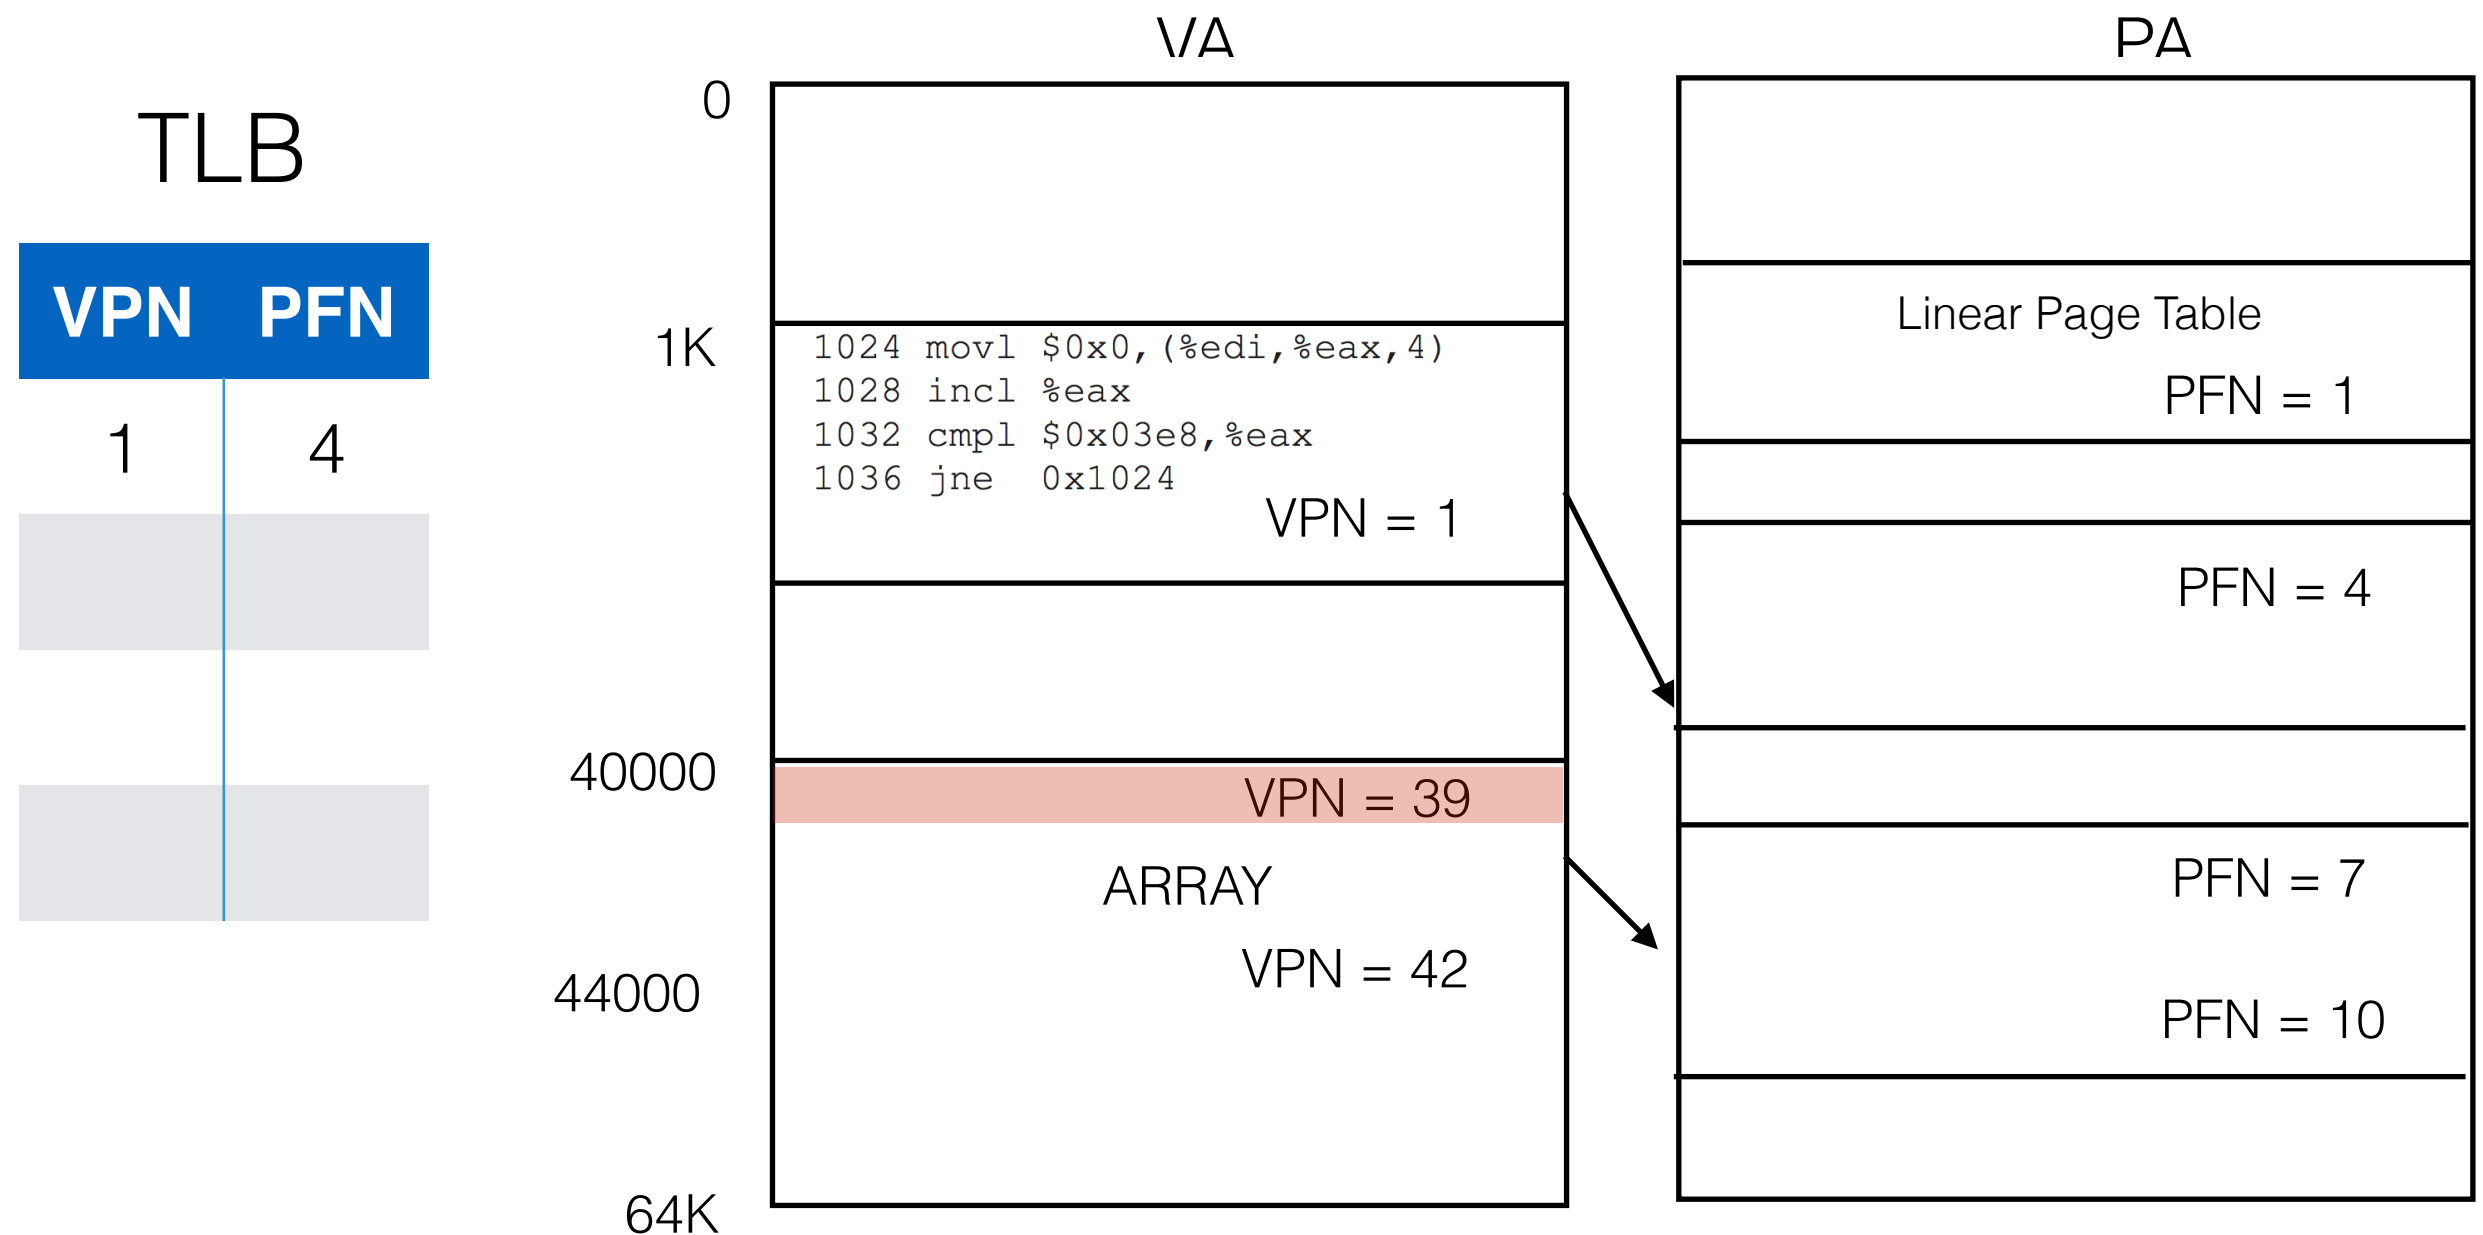 TLB
VPN PFN
1 4
VA
0
1K
1024 movl $0x0,(%edi,%eax,4)
1028 incl %eax
1032 cmpl $0x03e8,%eax
1036 jne 0x1024
VPN = 1
40000
VPN = 39
ARRAY
VPN = 42
44000
64K
PA
Linear Page Table
PFN = 1
PFN = 4
PFN = 7
PFN = 10